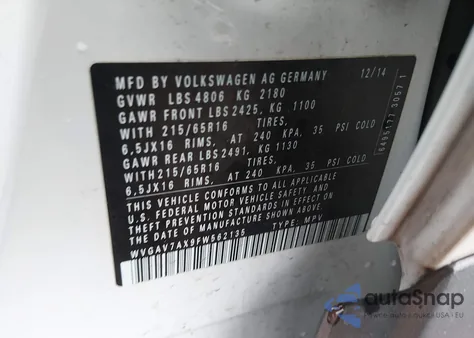 MFD BY VOLKSWAGEN AG GERMANY 12/14
GVWR LBS 4806 KG 2180
GAWR FRONT LBS 2425, KG 1100
WITH 215/65R16 TIRES,
6,5JX16 RIMS, AT 240 KPA, 35 PSI COLD
GAWR REAR LBS 2491, KG 1130
WITH 215/65R16 TIRES,
6,5JX16 RIMS, AT 240 KPA, 35 PSI COLD
THIS VEHICLE CONFORMS TO ALL APPLICABLE
U.S. FEDERAL MOTOR VEHICLE SAFETY AND
THEFT PREVENTION STANDARDS IN EFFECT
ON THE DATE OF MANUFACTURE SHOWN ABOVE
WVGAV7AX9FW562135 TYPE: MPV
autoSnap